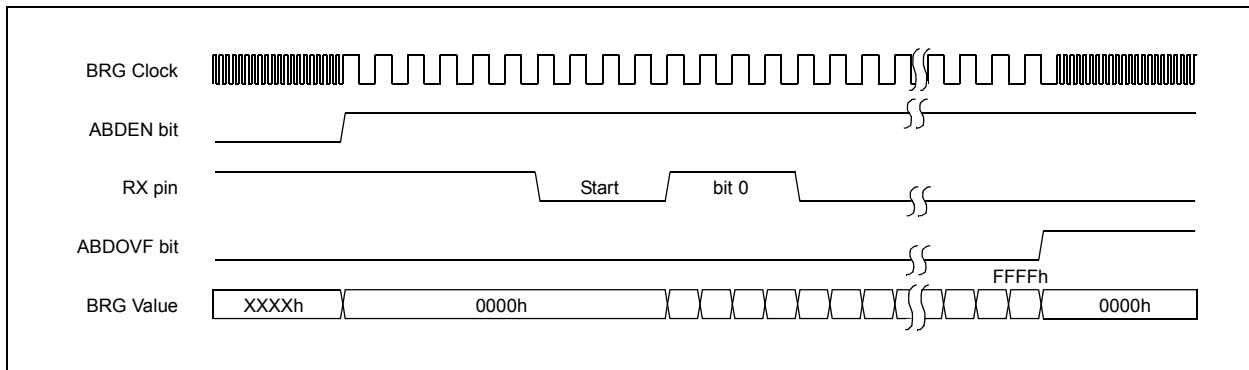 BRG Clock
ABDEN bit
RX pin
Start
bit 0
ABDOVF bit
FFFFh
BRG Value
XXXXh
0000h
0000h